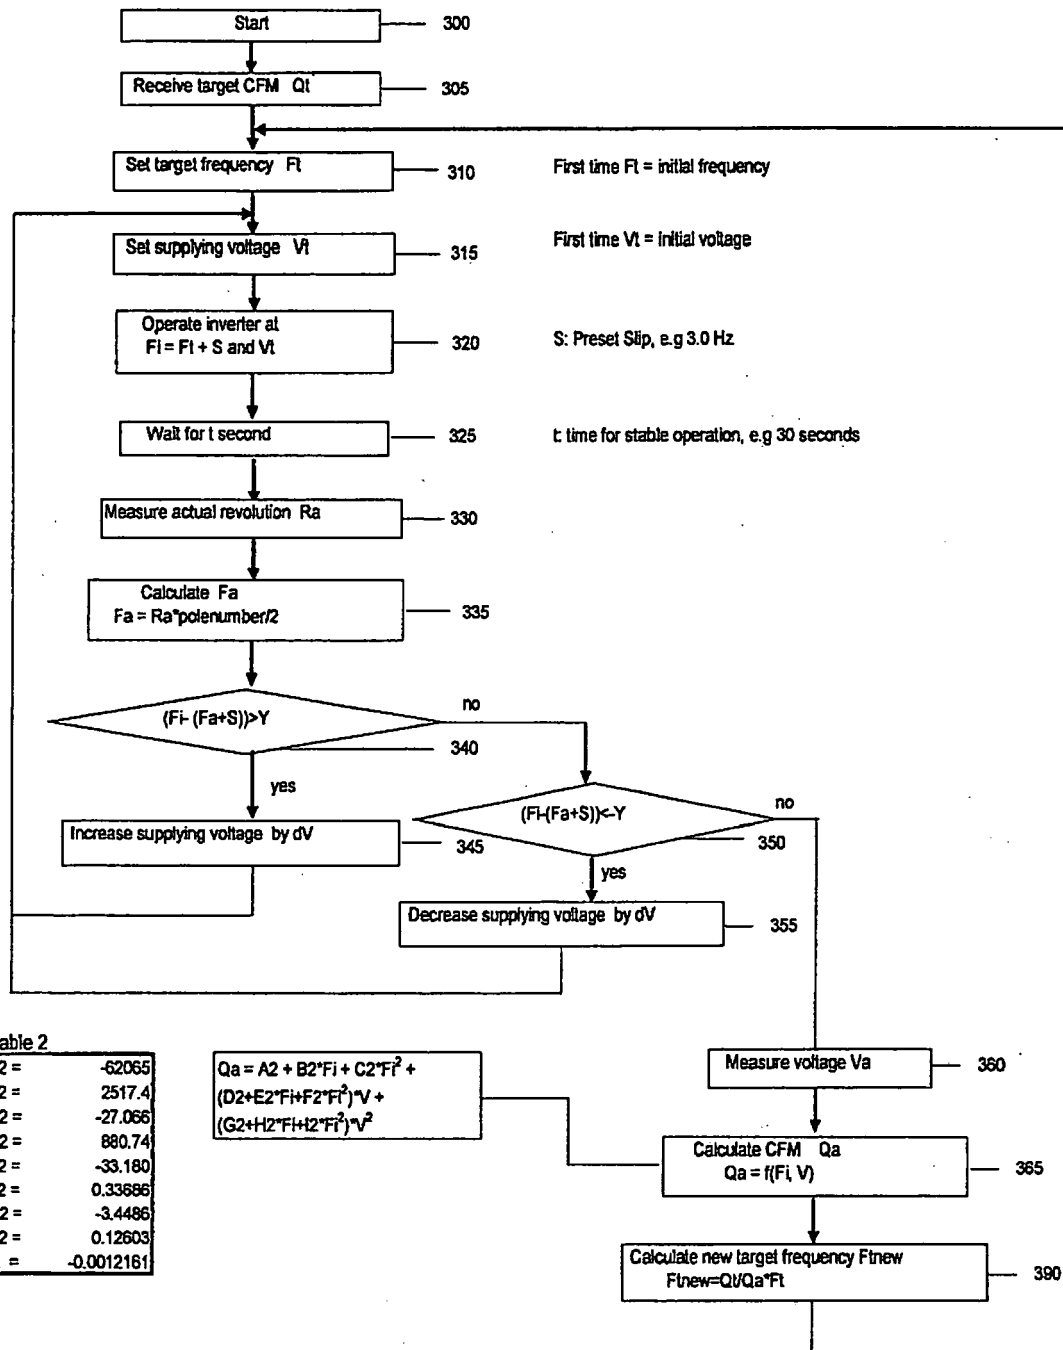 Start
300
Receive target CFM Qt
305
Set target frequency Ft
310
First time Ft = initial frequency
Set supplying voltage Vt
315
First time Vt = initial voltage
Operate inverter at
Fi = Ft + S and Vt
320
S: Preset Slip, e.g 3.0 Hz
Wait for t second
325
t: time for stable operation, e.g 30 seconds
Measure actual revolution Ra
330
Calculate Fa
Fa = Ra*polenumber/2
335
(Fi- (Fa+S))>Y
no
340
yes
Increase supplying voltage by dV
345
(Fi-(Fa+S))<-Y
no
350
yes
Decrease supplying voltage by dV
355
able 2
2 = -62065
2 = 2517.4
2 = -27.066
2 = 880.74
2 = -33.180
2 = 0.33686
2 = -3.4486
2 = 0.12603
= -0.0012161
Qa = A2 + B2*Fi + C2*Fi² +
(D2+E2*Fi+F2*Fi²)*V +
(G2+H2*Fi+I2*Fi²)*V²
Measure voltage Va
360
Calculate CFM Qa
Qa = f(Fi, V)
365
Calculate new target frequency Ftnew
Ftnew=Qt/Qa*Ft
390